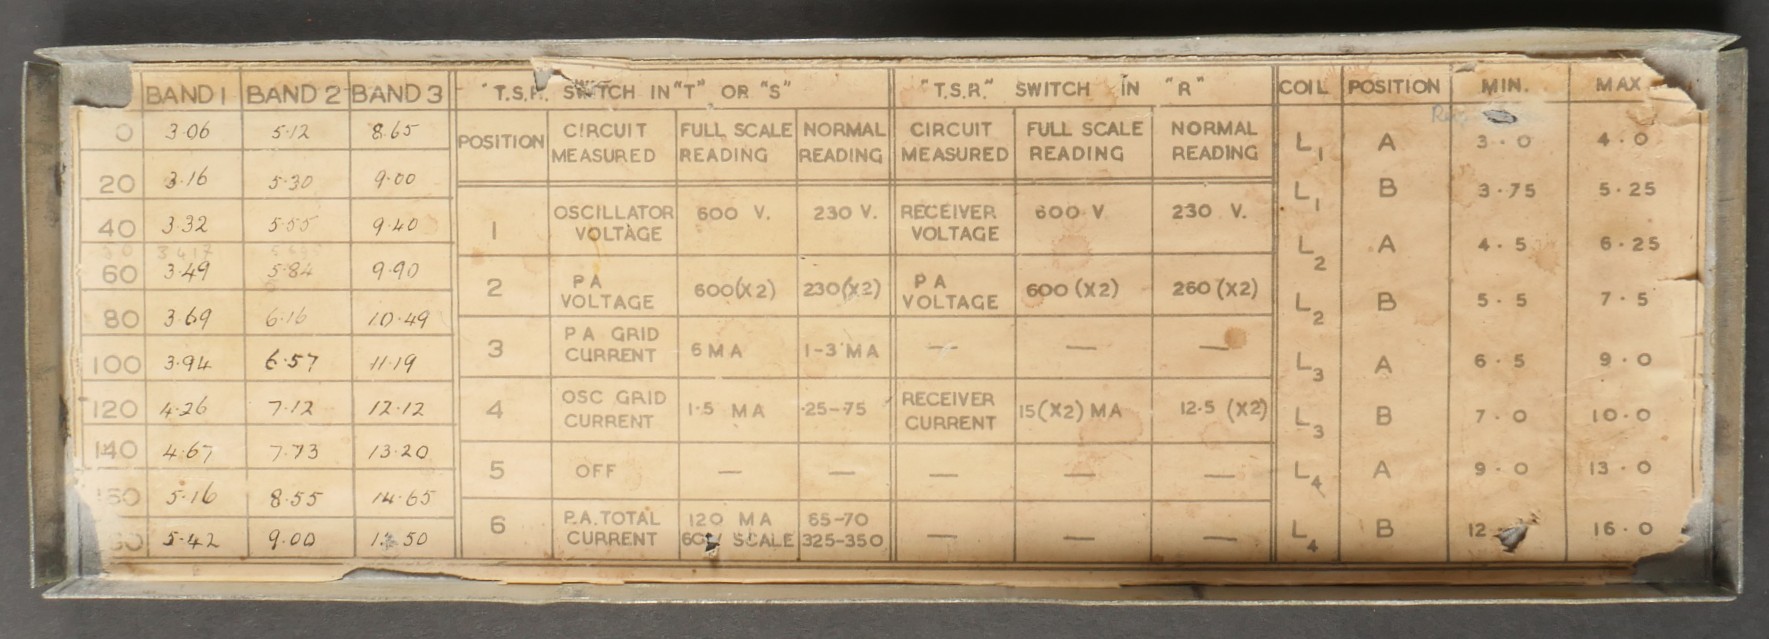 BAND 1 BAND 2 BAND 3 "T.S.R. SWITCH IN "T" OR "S" "T.S.R." SWITCH IN "R" COIL POSITION MIN. MAX
POSITION CIRCUIT MEASURED FULL SCALE READING NORMAL READING CIRCUIT MEASURED FULL SCALE READING NORMAL READING
0 3.06 5.12 8.65
20 3.16 5.30 9.00
40 3.32 5.55 9.40
60 3.49 5.84 9.90
80 3.69 6.16 10.49
100 3.94 6.57 11.19
120 4.26 7.12 12.12
140 4.67 7.73 13.20
5.16 8.55 14.65
5.42 9.00
1 OSCILLATOR VOLTAGE 600 V. 230 V. RECEIVER VOLTAGE 600 V 230 V.
2 PA VOLTAGE 600(X2) 230(X2) PA VOLTAGE 600(X2) 260(X2)
3 PA GRID CURRENT 6 MA 1-3 MA — — —
4 OSC GRID CURRENT 1.5 MA .25-75 RECEIVER CURRENT 15(X2) MA 12.5 (X2)
5 OFF — — — — —
6 P.A. TOTAL CURRENT 120 MA SCALE 65-70 325-350 — — —
L1 A 3.0 4.0
L1 B 3.75 5.25
L2 A 4.5 6.25
L2 B 5.5 7.5
L3 A 6.5 9.0
L3 B 7.0 10.0
L4 A 9.0 13.0
L4 B 12 16.0